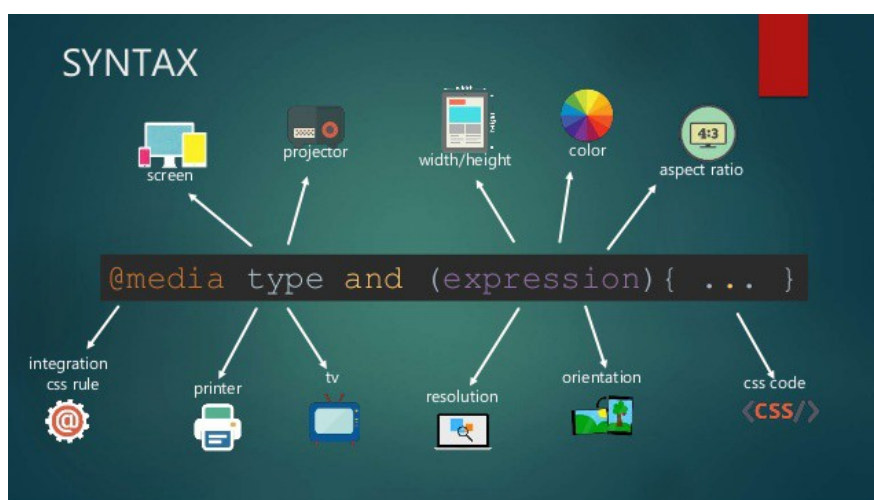 SYNTAX
screen
projector
width/height
color
4:3
aspect ratio
@media type and (expression){ ... }
integration
css rule
@
printer
tv
resolution
orientation
css code
<CSS/>